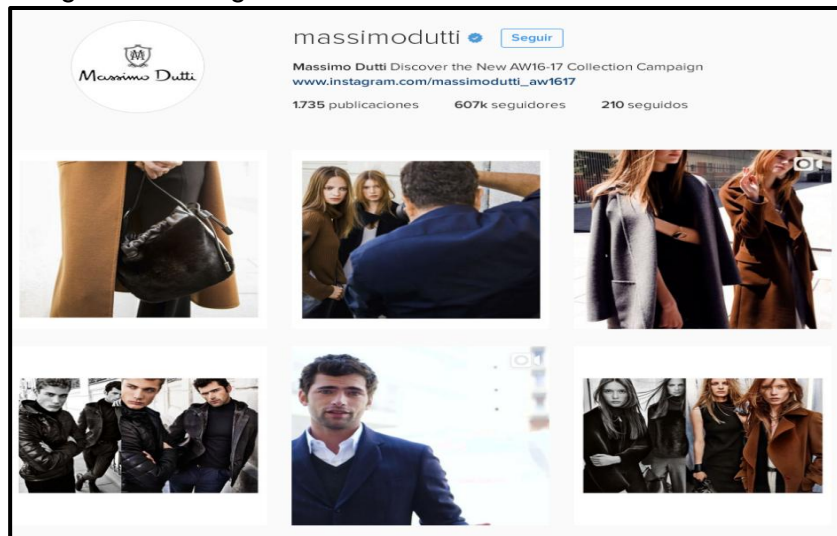 massimodutti Seguir
Massimo Dutti
Massimo Dutti Discover the New AW16-17 Collection Campaign
www.instagram.com/massimodutti_aw1617
1.735 publicaciones 607k seguidores 210 seguidos